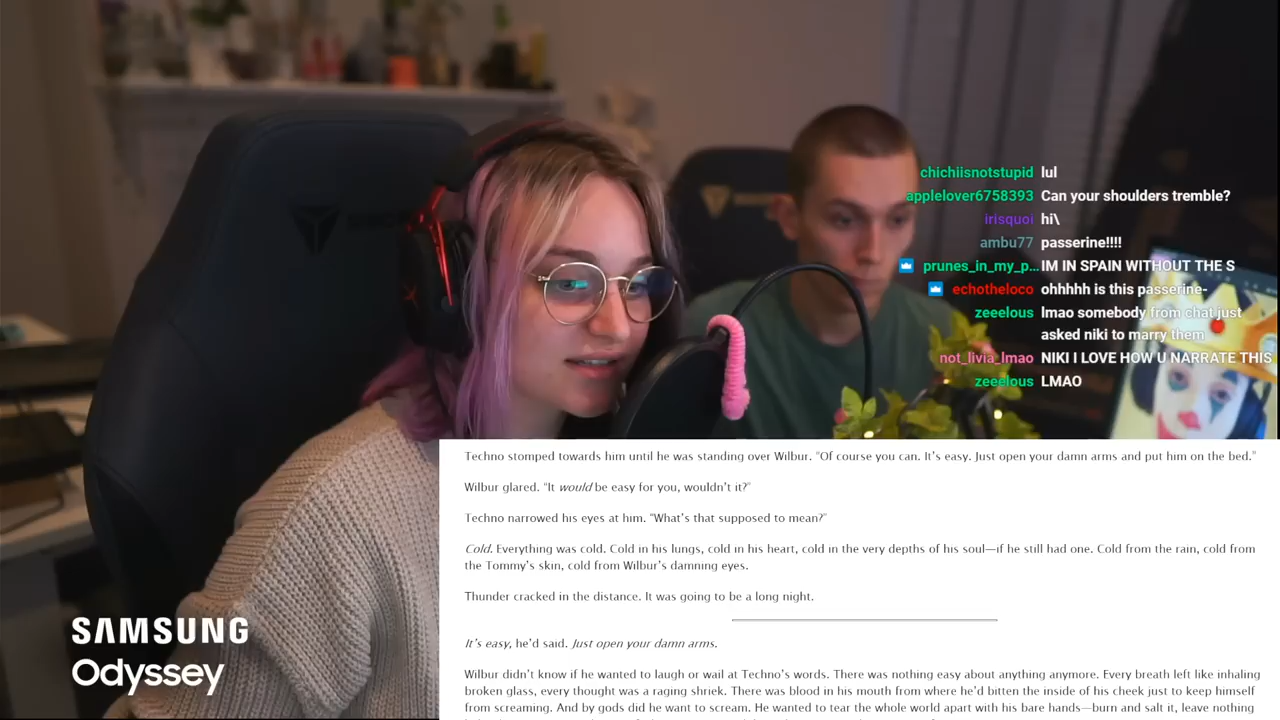 chichiisnotstupid lul
applelover6758393 Can your shoulders tremble?
irisquoi hi\
ambu77 passerine!!!!
prunes_in_my_p... IM IN SPAIN WITHOUT THE S
echotheloco ohhhhh is this passerine-
zeeelous lmao somebody from chat just
asked niki to marry them
not_livia_lmao NIKI I LOVE HOW U NARRATE THIS
zeeelous LMAO
Techno stomped towards him until he was standing over Wilbur. "Of course you can. It's easy. Just open your damn arms and put him on the bed."
Wilbur glared. "It would be easy for you, wouldn't it?"
Techno narrowed his eyes at him. "What's that supposed to mean?"
Cold. Everything was cold. Cold in his lungs, cold in his heart, cold in the very depths of his soul—if he still had one. Cold from the rain, cold from
the Tommy's skin, cold from Wilbur's damning eyes.
Thunder cracked in the distance. It was going to be a long night.
It's easy, he'd said. Just open your damn arms.
Wilbur didn't know if he wanted to laugh or wail at Techno's words. There was nothing easy about anything anymore. Every breath left like inhaling
broken glass, every thought was a raging shriek. There was blood in his mouth from where he'd bitten the inside of his cheek just to keep himself
from screaming. And by gods did he want to scream. He wanted to tear the whole world apart with his bare hands—burn and salt it, leave nothing
SAMSUNG
Odyssey